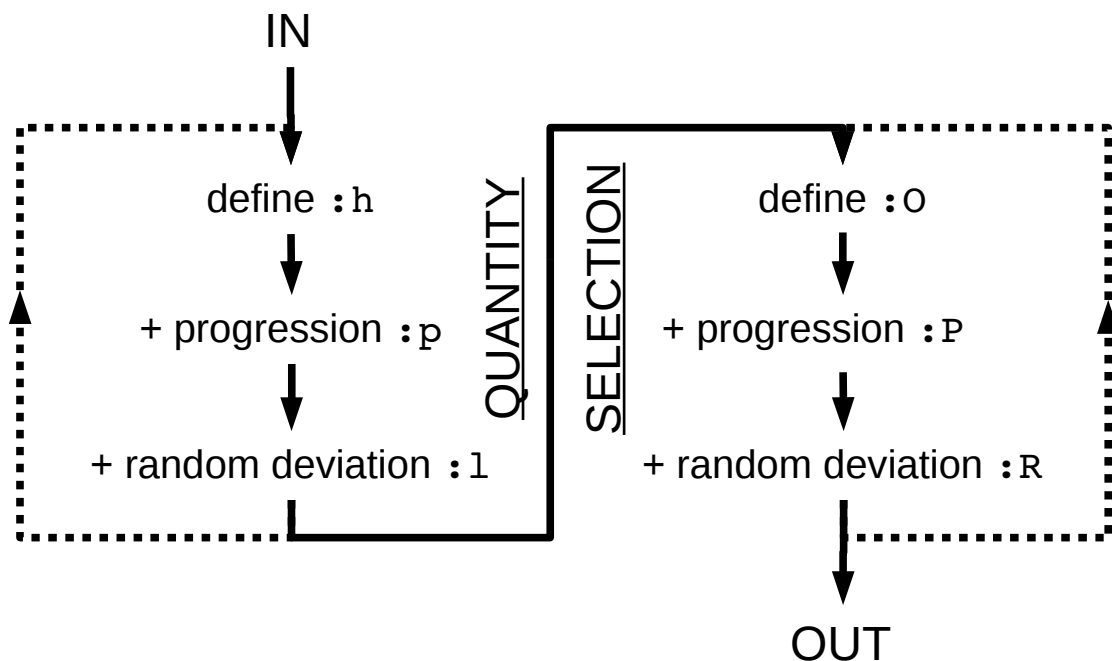 IN
define :h
+ progression :p
+ random deviation :l
QUANTITY
SELECTION
define :O
+ progression :P
+ random deviation :R
OUT